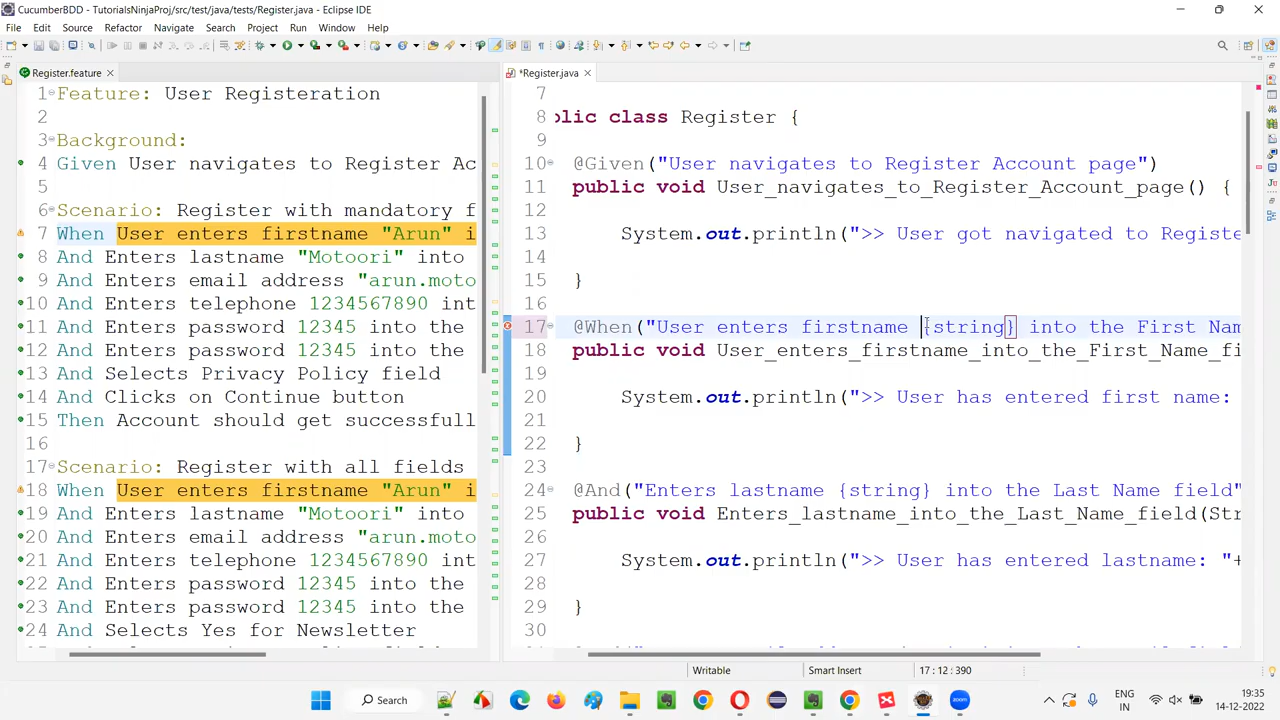 CucumberBDD - TutorialsNinjaProj/src/test/java/tests/Register.java - Eclipse IDE
File Edit Source Refactor Navigate Search Project Run Window Help
Register.feature
*Register.java
1 Feature: User Registeration
2
3 Background:
4 Given User navigates to Register Ac
5
6 Scenario: Register with mandatory f
7 When User enters firstname "Arun" i
8 And Enters lastname "Motoori" into
9 And Enters email address "arun.moto
10 And Enters telephone 1234567890 int
11 And Enters password 12345 into the
12 And Enters password 12345 into the
13 And Selects Privacy Policy field
14 And Clicks on Continue button
15 Then Account should get successfull
16
17 Scenario: Register with all fields
18 When User enters firstname "Arun" i
19 And Enters lastname "Motoori" into
20 And Enters email address "arun.moto
21 And Enters telephone 1234567890 int
22 And Enters password 12345 into the
23 And Enters password 12345 into the
24 And Selects Yes for Newsletter
7
8 blic class Register {
9
10 @Given("User navigates to Register Account page")
11 public void User_navigates_to_Register_Account_page() {
12
13 System.out.println(">> User got navigated to Registe
14
15 }
16
17 @When("User enters firstname {string} into the First Nam
18 public void User_enters_firstname_into_the_First_Name_fi
19
20 System.out.println(">> User has entered first name:
21
22 }
23
24 @And("Enters lastname {string} into the Last Name field"
25 public void Enters_lastname_into_the_Last_Name_field(Str
26
27 System.out.println(">> User has entered lastname: "+
28
29 }
30
Writable Smart Insert 17 : 12 : 390
Search
ENG
IN
19:35
14-12-2022